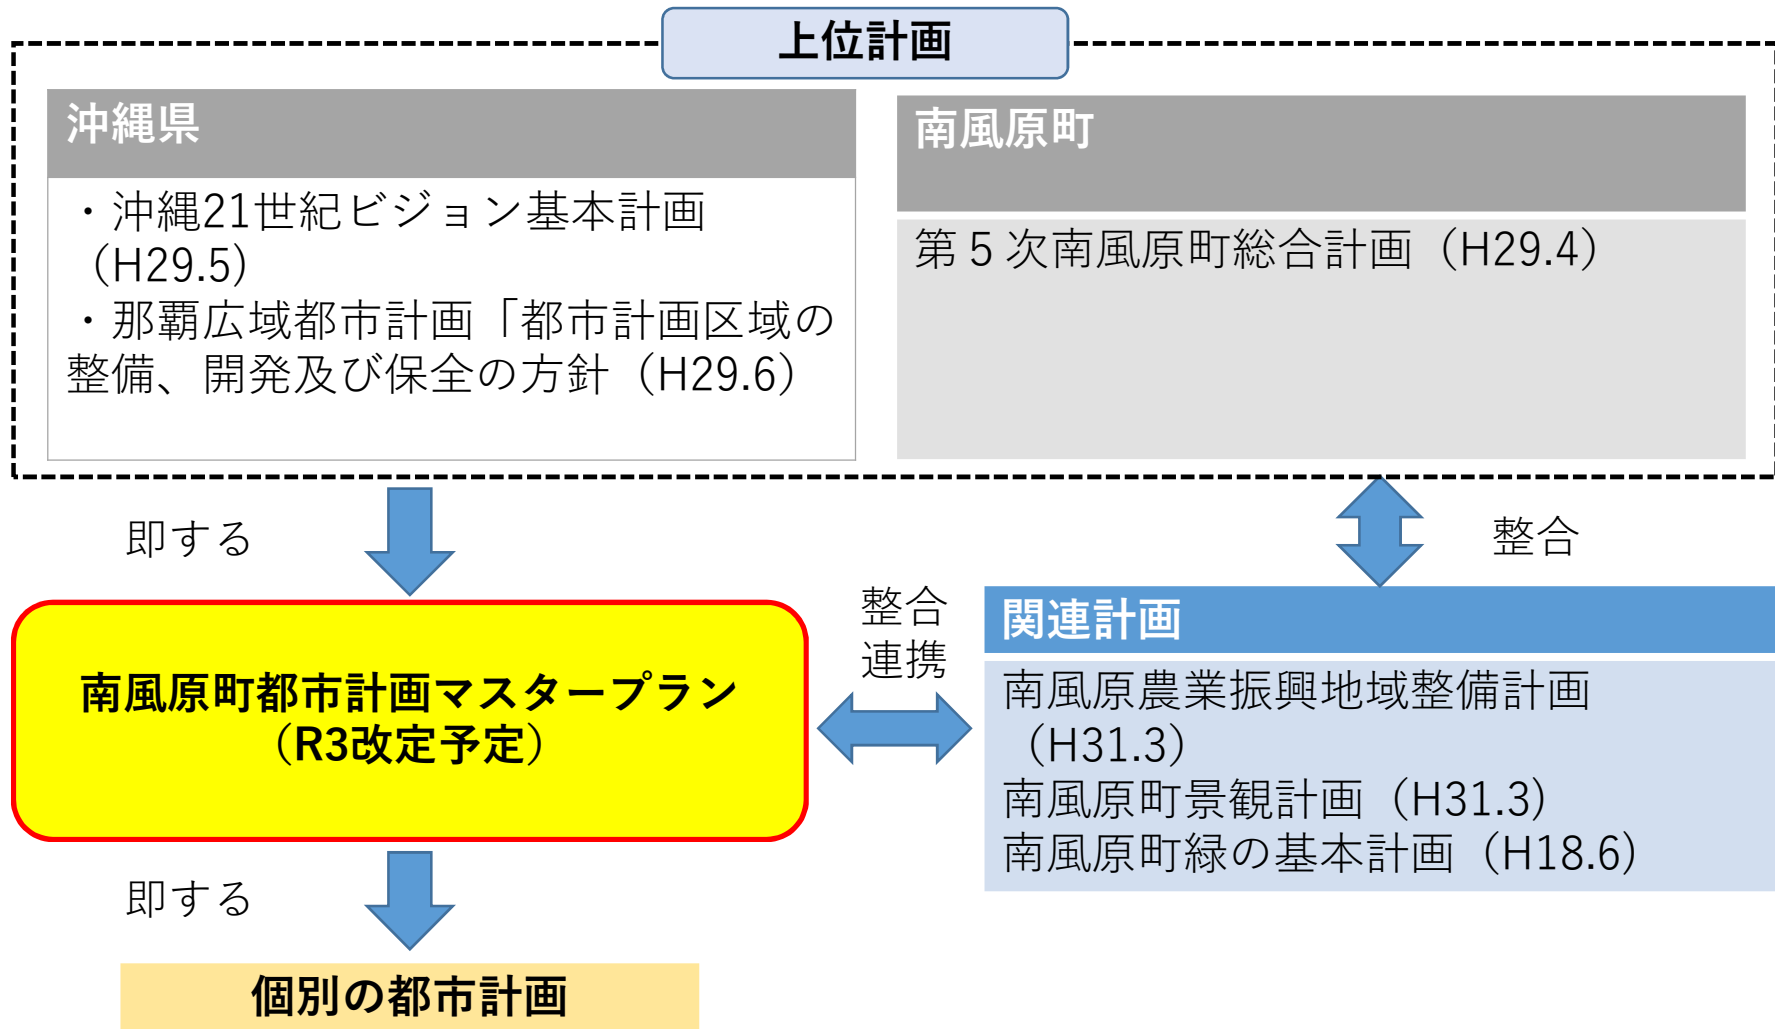 上位計画
沖縄県
・沖縄21世紀ビジョン基本計画
（H29.5）
・那覇広域都市計画「都市計画区域の
整備、開発及び保全の方針（H29.6）
南風原町
第５次南風原町総合計画（H29.4）
即する
整合
南風原町都市計画マスタープラン
（R3改定予定）
整合
連携
関連計画
南風原農業振興地域整備計画
（H31.3）
南風原町景観計画（H31.3）
南風原町緑の基本計画（H18.6）
即する
個別の都市計画